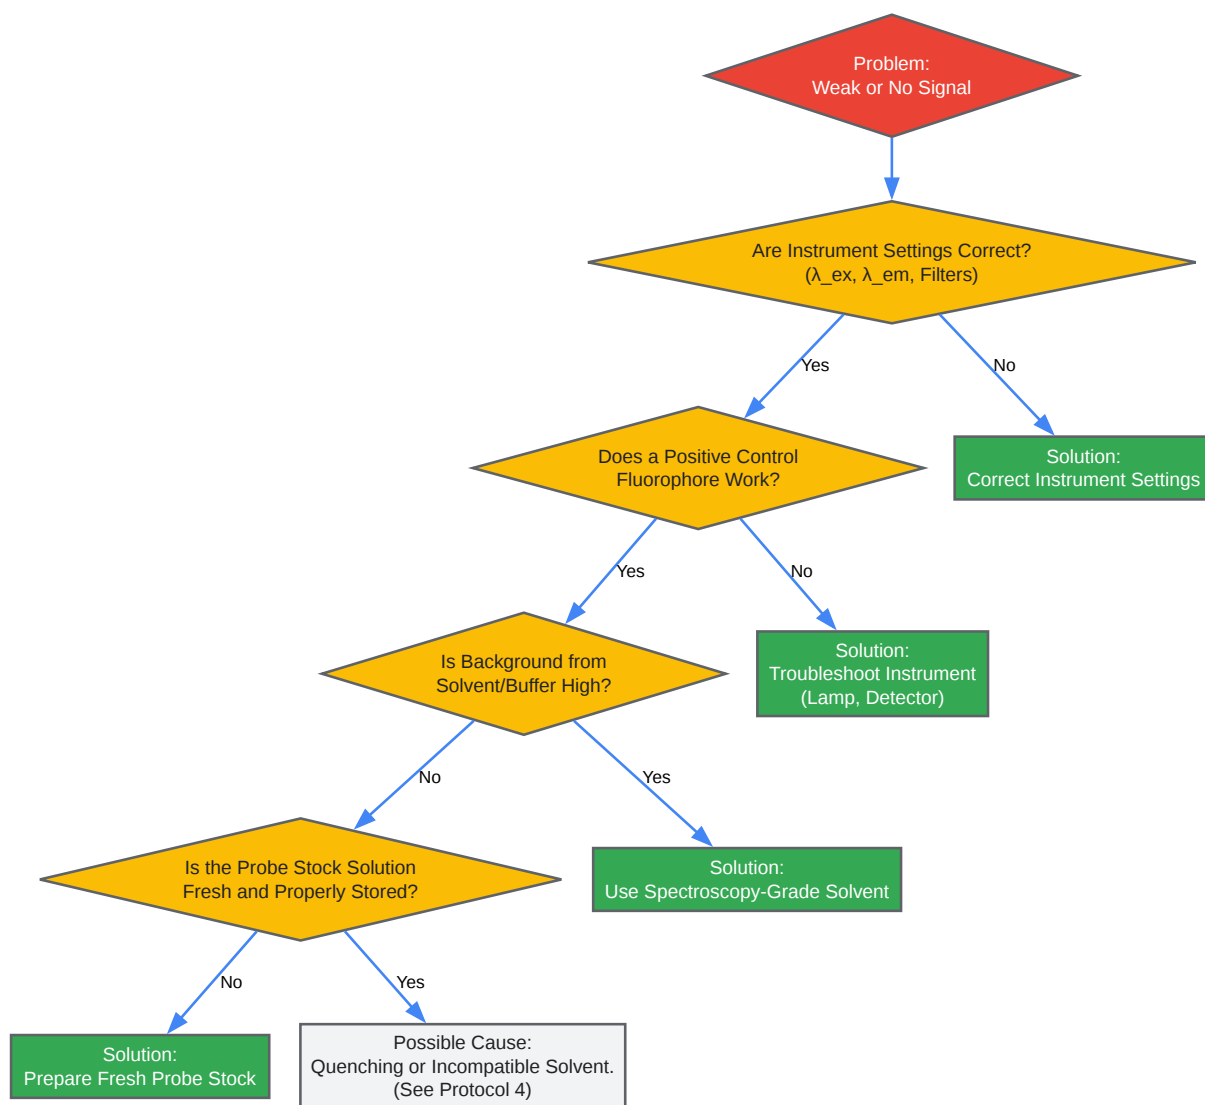 Problem:
Weak or No Signal
Are Instrument Settings Correct?
(λ_ex, λ_em, Filters)
Yes
No
Does a Positive Control
Fluorophore Work?
Solution:
Correct Instrument Settings
Yes
No
Is Background from
Solvent/Buffer High?
Solution:
Troubleshoot Instrument
(Lamp, Detector)
No
Yes
Is the Probe Stock Solution
Fresh and Properly Stored?
Solution:
Use Spectroscopy-Grade Solvent
No
Yes
Solution:
Prepare Fresh Probe Stock
Possible Cause:
Quenching or Incompatible Solvent.
(See Protocol 4)